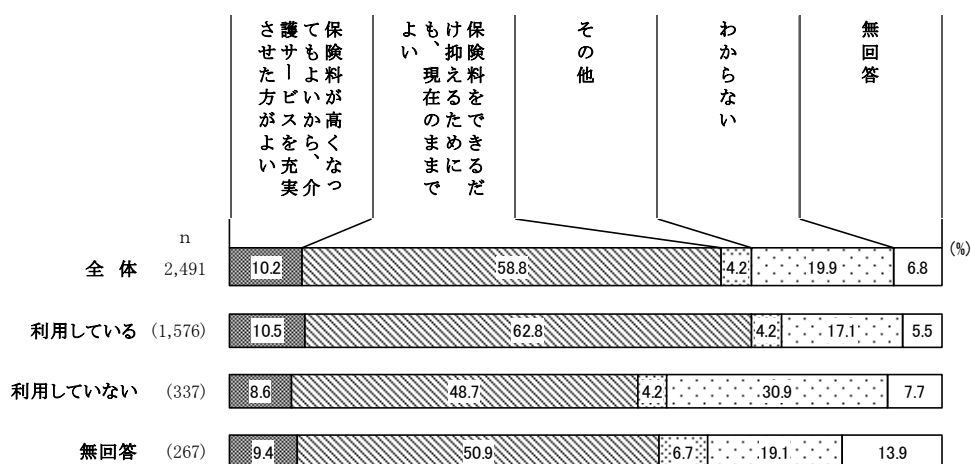 保険料が高くなっ
てもよいから、介
護サービスを充実
させた方がよい
保険料をできるだ
け抑えるために
も、現在のままで
よい
その他
わからない
無回答
n
(%)
全 体 2,491 10.2 58.8 4.2 19.9 6.8
利用している (1,576) 10.5 62.8 4.2 17.1 5.5
利用していない (337) 8.6 48.7 4.2 30.9 7.7
無回答 (267) 9.4 50.9 6.7 19.1 13.9